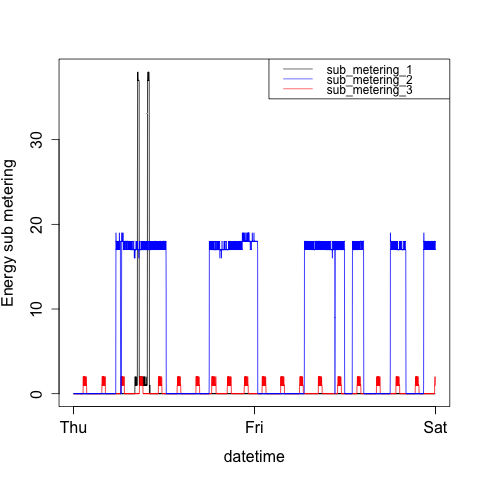 sub_metering_1
sub_metering_2
sub_metering_3
30
20
10
0
Energy sub metering
Thu Fri Sat
datetime